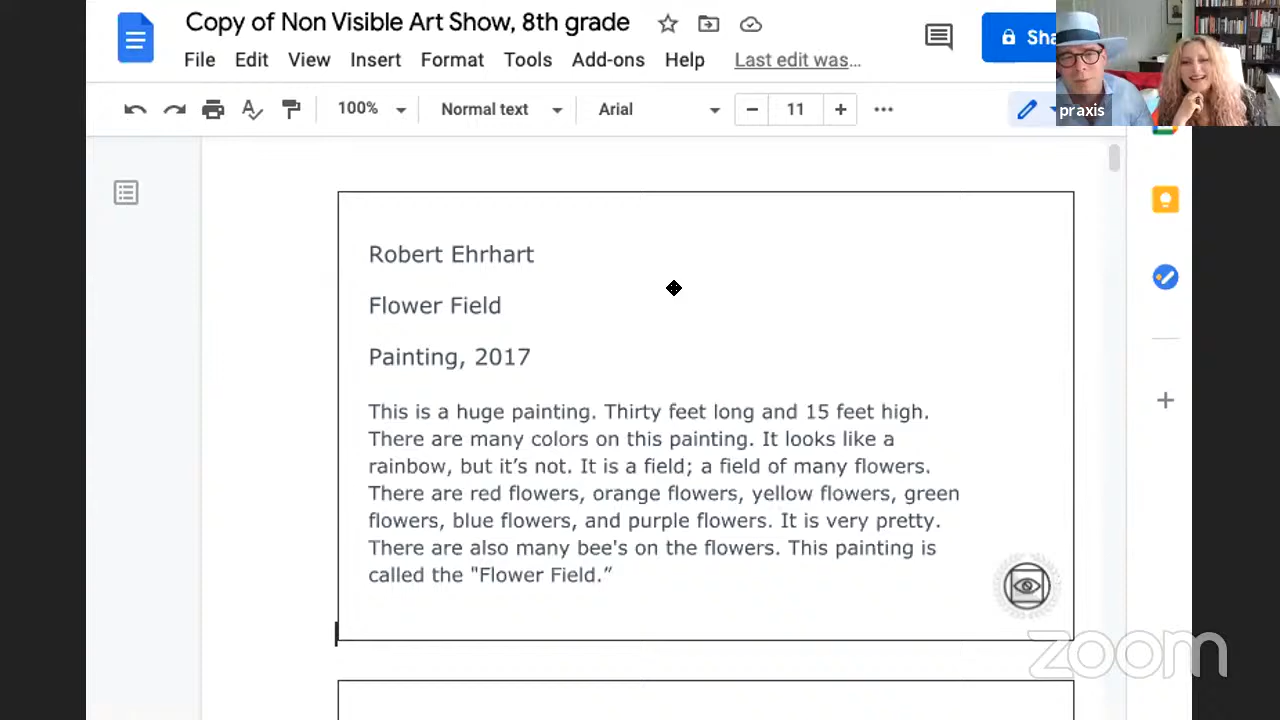 Copy of Non Visible Art Show, 8th grade
File Edit View Insert Format Tools Add-ons Help Last edit was...
100% Normal text Arial 11
praxis
Robert Ehrhart
Flower Field
Painting, 2017
This is a huge painting. Thirty feet long and 15 feet high.
There are many colors on this painting. It looks like a
rainbow, but it’s not. It is a field; a field of many flowers.
There are red flowers, orange flowers, yellow flowers, green
flowers, blue flowers, and purple flowers. It is very pretty.
There are also many bee's on the flowers. This painting is
called the "Flower Field.”
zoom